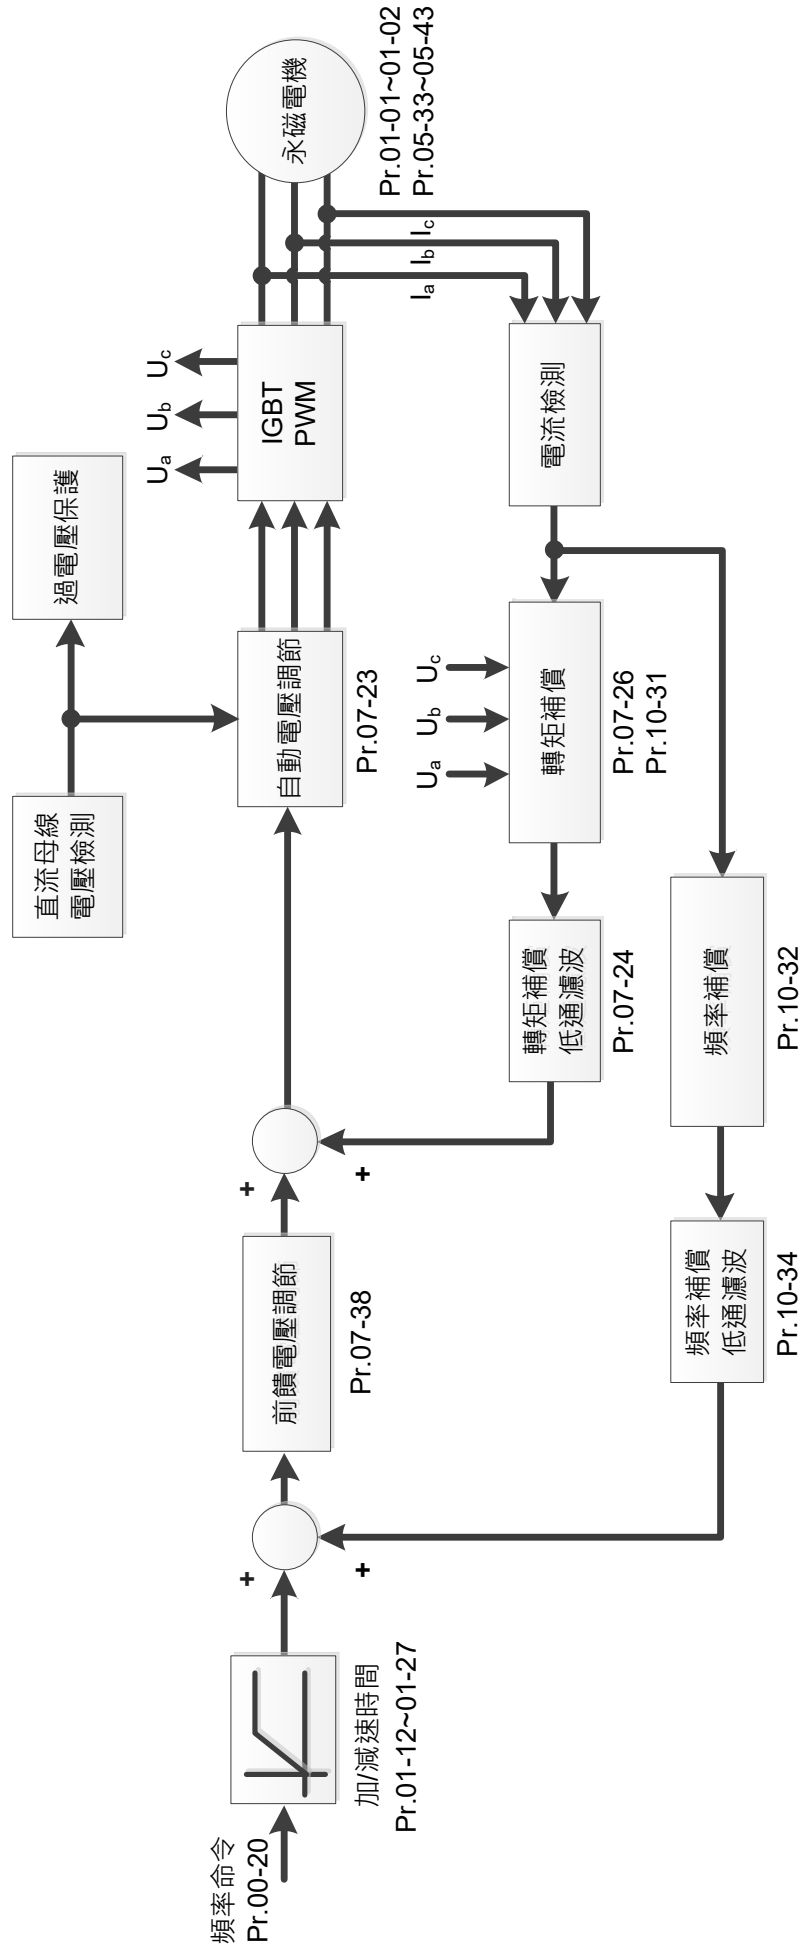 頻率命令
Pr.00-20
加/減速時間
Pr.01-12~01-27
+
+
前饋電壓調節
Pr.07-38
+
+
直流母線
電壓檢測
過電壓保護
自動電壓調節
Pr.07-23
Ua
Ub
Uc
IGBT
PWM
永磁電機
Pr.01-01~01-02
Pr.05-33~05-43
Ia
Ib
Ic
電流檢測
Ua
Ub
Uc
轉矩補償
Pr.07-26
Pr.10-31
轉矩補償
低通濾波
Pr.07-24
頻率補償
Pr.10-32
頻率補償
低通濾波
Pr.10-34